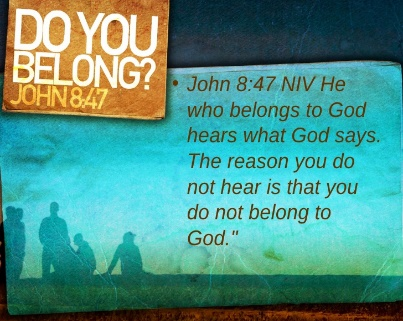 DO YOU
BELONG?
JOHN 8:47
• John 8:47 NIV He
who belongs to God
hears what God says.
The reason you do
not hear is that you
do not belong to
God."